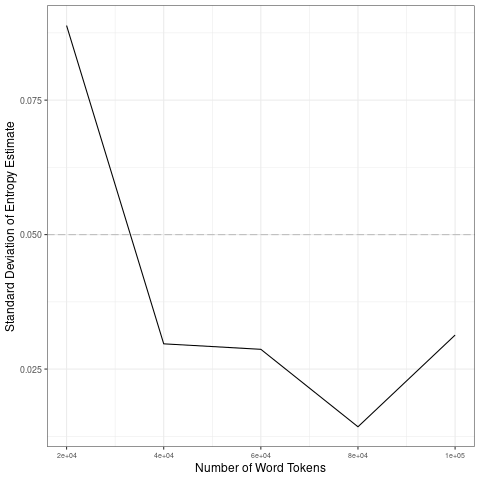 Standard Deviation of Entropy Estimate
0.075
0.050
0.025
2e+04 4e+04 6e+04 8e+04 1e+05
Number of Word Tokens